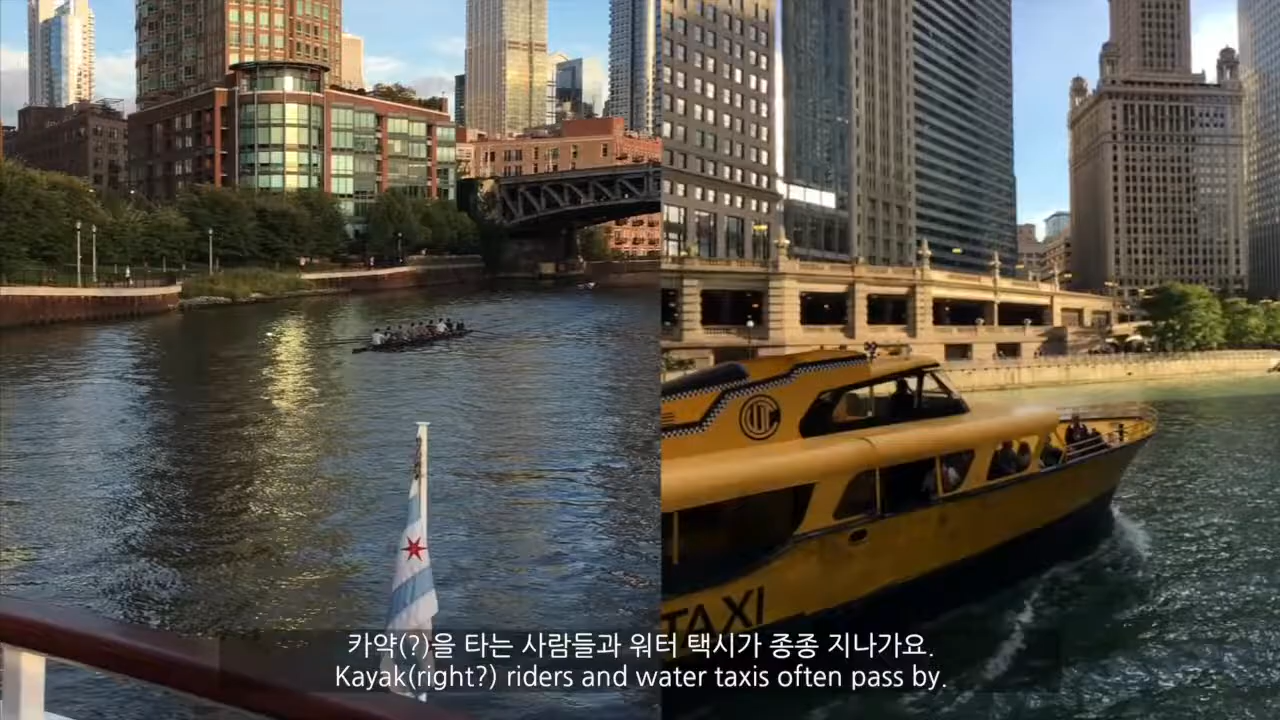 TAXI
카약(?)을 타는 사람들과 워터 택시가 종종 지나가요.
Kayak(right?) riders and water taxis often pass by.